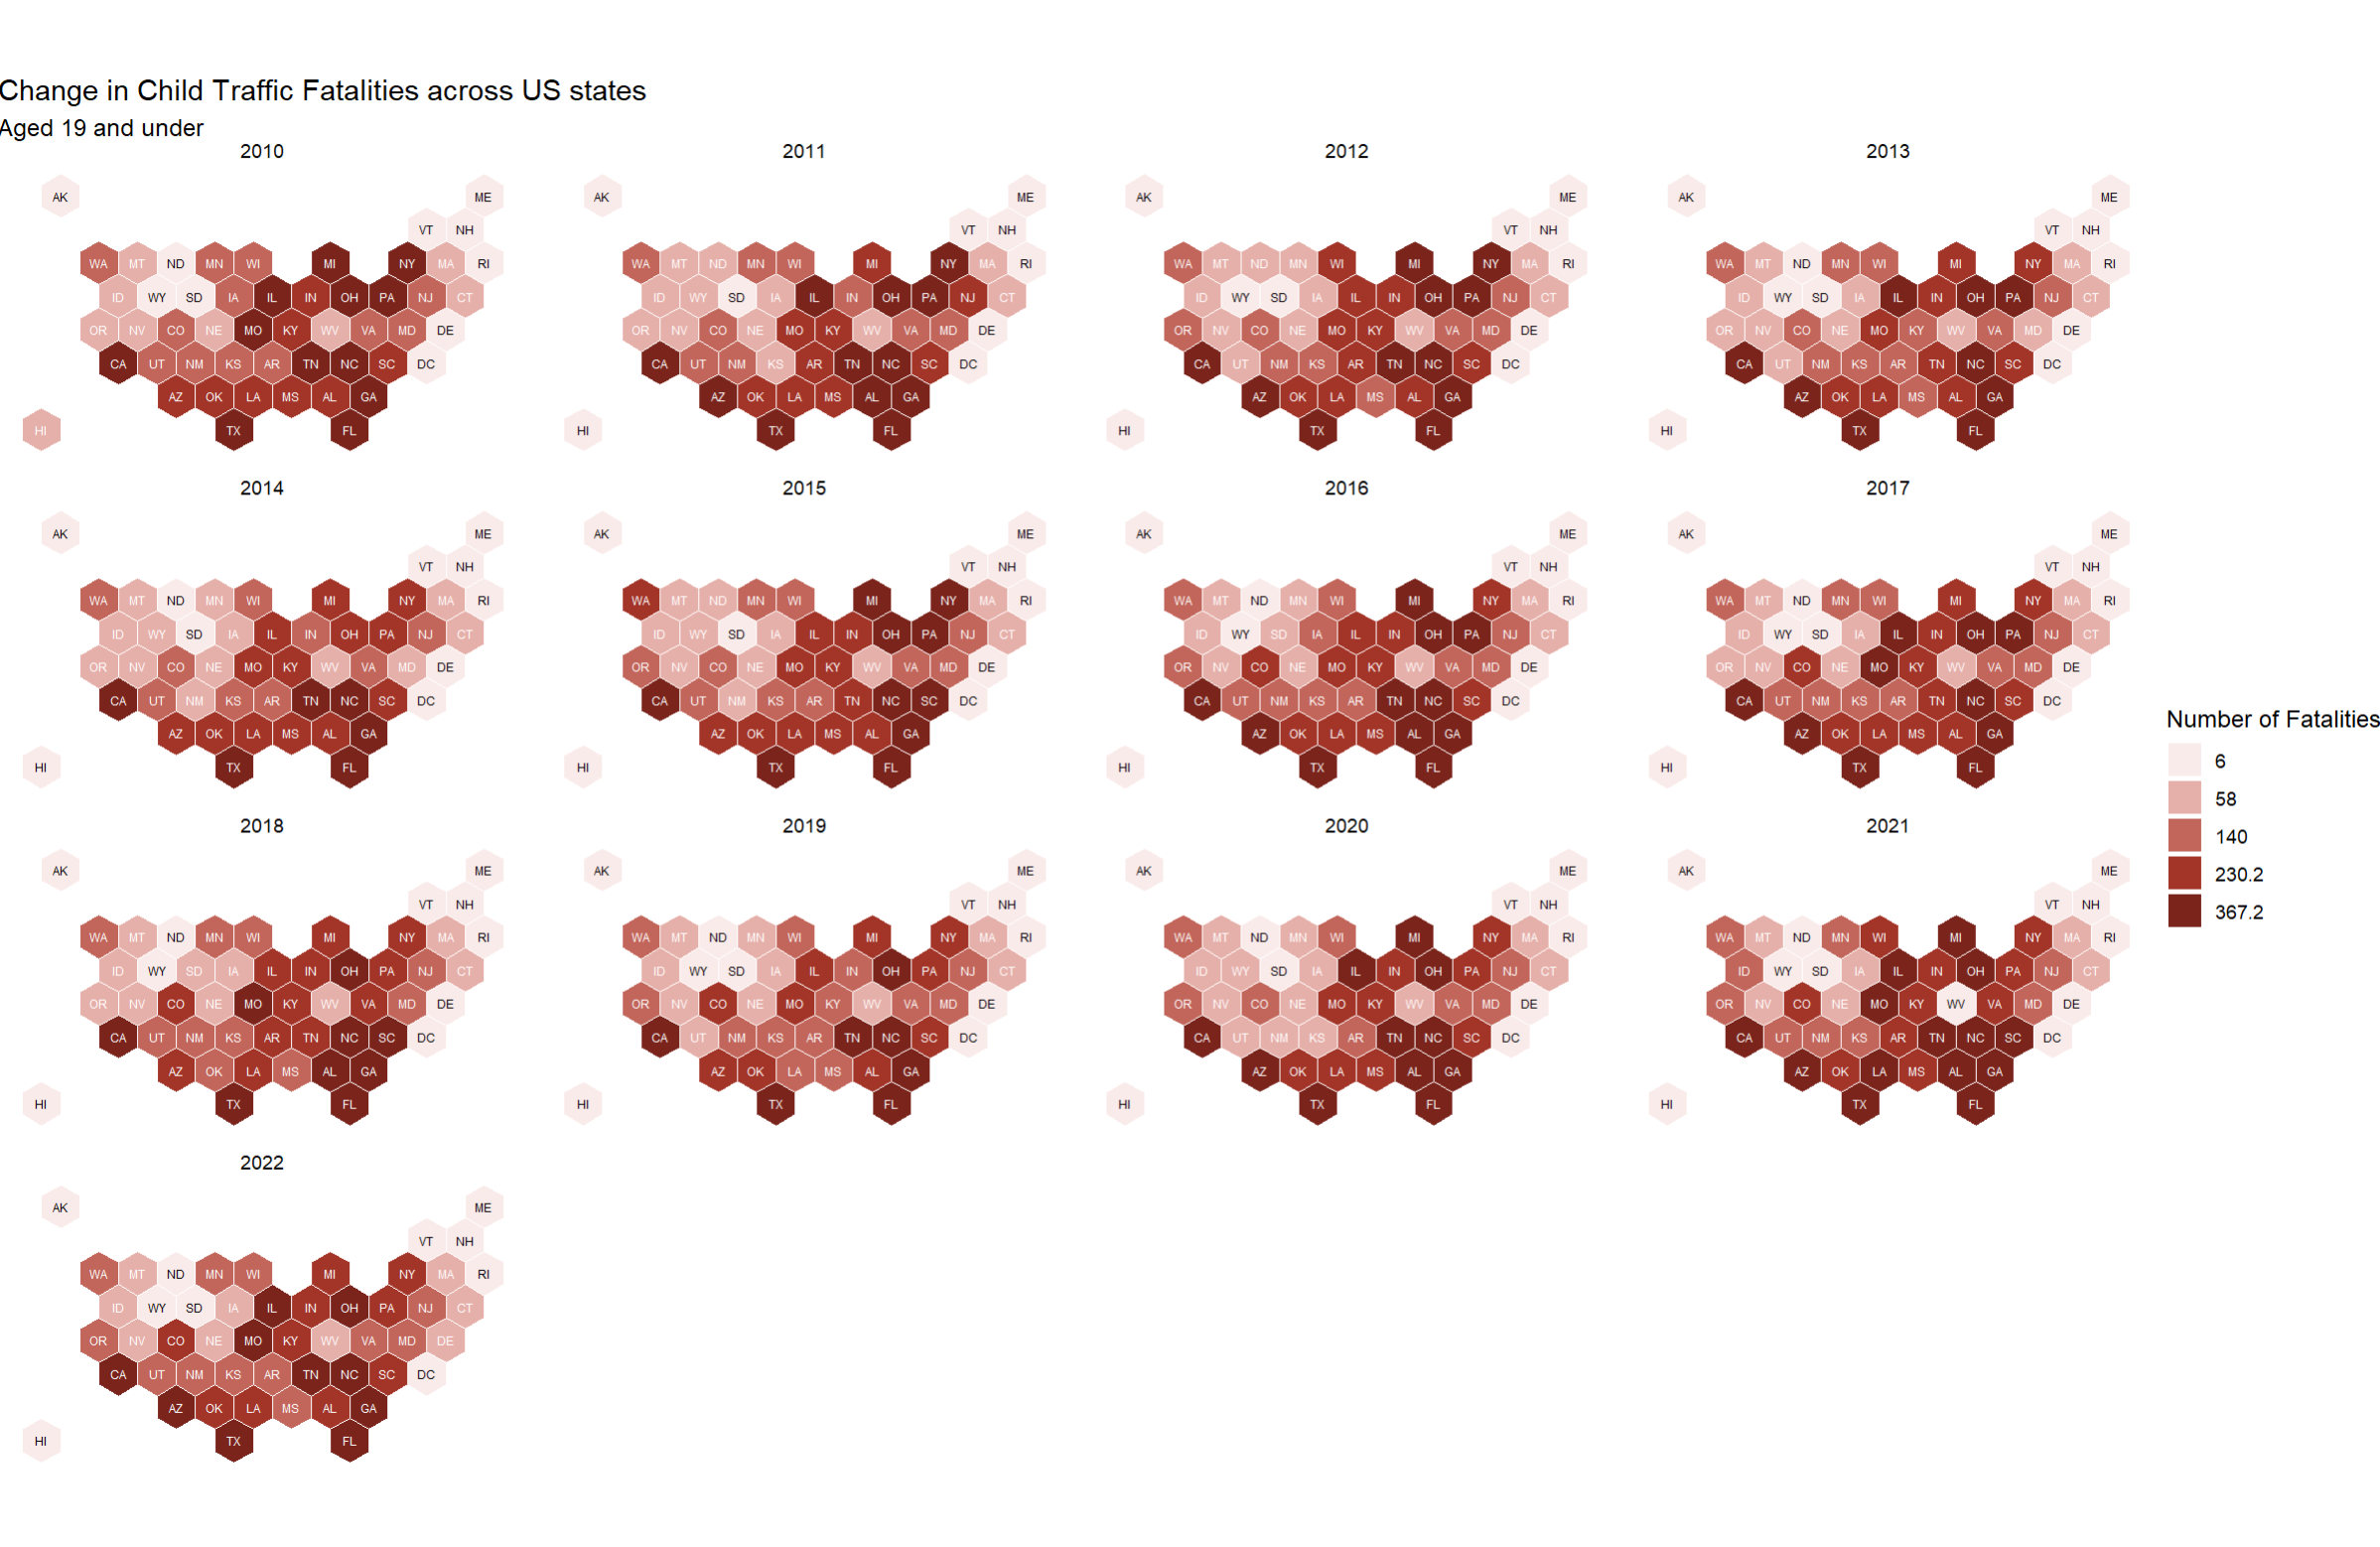 Change in Child Traffic Fatalities across US states
Aged 19 and under
2010 2011 2012 2013
AK AK AK AK
ME ME ME ME
VT NH VT NH VT NH VT NH
WA MT ND MN WI MI NY MA RI WA MT ND MN WI MI NY MA RI WA MT ND MN WI MI NY MA RI WA MT ND MN WI MI NY MA RI
ID WY SD IA IL IN OH PA NJ CT ID WY SD IA IL IN OH PA NJ CT ID WY SD IA IL IN OH PA NJ CT ID WY SD IA IL IN OH PA NJ CT
OR NV CO NE MO KY WV VA MD DE OR NV CO NE MO KY WV VA MD DE OR NV CO NE MO KY WV VA MD DE OR NV CO NE MO KY WV VA MD DE
CA UT NM KS AR TN NC SC DC CA UT NM KS AR TN NC SC DC CA UT NM KS AR TN NC SC DC CA UT NM KS AR TN NC SC DC
AZ OK LA MS AL GA AZ OK LA MS AL GA AZ OK LA MS AL GA AZ OK LA MS AL GA
HI TX FL HI TX FL HI TX FL HI TX FL
2014 2015 2016 2017
AK ME AK ME AK ME AK ME
VT NH VT NH VT NH VT NH
WA MT ND MN WI MI NY MA RI WA MT ND MN WI MI NY MA RI WA MT ND MN WI MI NY MA RI WA MT ND MN WI MI NY MA RI
ID WY SD IA IL IN OH PA NJ CT ID WY SD IA IL IN OH PA NJ CT ID WY SD IA IL IN OH PA NJ CT ID WY SD IA IL IN OH PA NJ CT
OR NV CO NE MO KY WV VA MD DE OR NV CO NE MO KY WV VA MD DE OR NV CO NE MO KY WV VA MD DE OR NV CO NE MO KY WV VA MD DE
CA UT NM KS AR TN NC SC DC CA UT NM KS AR TN NC SC DC CA UT NM KS AR TN NC SC DC CA UT NM KS AR TN NC SC DC
AZ OK LA MS AL GA AZ OK LA MS AL GA AZ OK LA MS AL GA AZ OK LA MS AL GA
HI TX FL HI TX FL HI TX FL HI TX FL
2018 2019 2020 2021
AK ME AK ME AK ME AK ME
VT NH VT NH VT NH VT NH
WA MT ND MN WI MI NY MA RI WA MT ND MN WI MI NY MA RI WA MT ND MN WI MI NY MA RI WA MT ND MN WI MI NY MA RI
ID WY SD IA IL IN OH PA NJ CT ID WY SD IA IL IN OH PA NJ CT ID WY SD IA IL IN OH PA NJ CT ID WY SD IA IL IN OH PA NJ CT
OR NV CO NE MO KY WV VA MD DE OR NV CO NE MO KY WV VA MD DE OR NV CO NE MO KY WV VA MD DE OR NV CO NE MO KY WV VA MD DE
CA UT NM KS AR TN NC SC DC CA UT NM KS AR TN NC SC DC CA UT NM KS AR TN NC SC DC CA UT NM KS AR TN NC SC DC
AZ OK LA MS AL GA AZ OK LA MS AL GA AZ OK LA MS AL GA AZ OK LA MS AL GA
HI TX FL HI TX FL HI TX FL HI TX FL
2022
AK ME
VT NH
WA MT ND MN WI MI NY MA RI
ID WY SD IA IL IN OH PA NJ CT
OR NV CO NE MO KY WV VA MD DE
CA UT NM KS AR TN NC SC DC
AZ OK LA MS AL GA
HI TX FL
Number of Fatalities
6
58
140
230.2
367.2